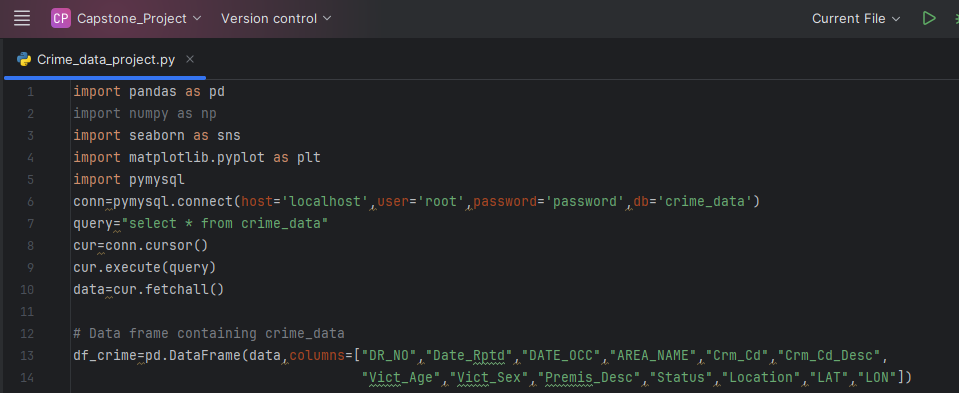 CP Capstone_Project Version control Current File
Crime_data_project.py ×
1 import pandas as pd
2 import numpy as np
3 import seaborn as sns
4 import matplotlib.pyplot as plt
5 import pymysql
6 conn=pymysql.connect(host='localhost',user='root',password='password',db='crime_data')
7 query="select * from crime_data"
8 cur=conn.cursor()
9 cur.execute(query)
10 data=cur.fetchall()
11
12 # Data frame containing crime_data
13 df_crime=pd.DataFrame(data,columns=["DR_NO","Date_Rptd","DATE_OCC","AREA_NAME","Crm_Cd","Crm_Cd_Desc",
14 "Vict_Age","Vict_Sex","Premis_Desc","Status","Location","LAT","LON"])